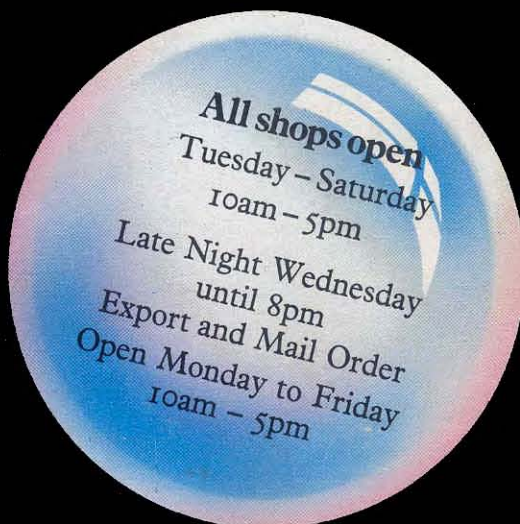 All shops open
Tuesday – Saturday
10am – 5pm
Late Night Wednesday
until 8pm
Export and Mail Order
Open Monday to Friday
10am – 5pm